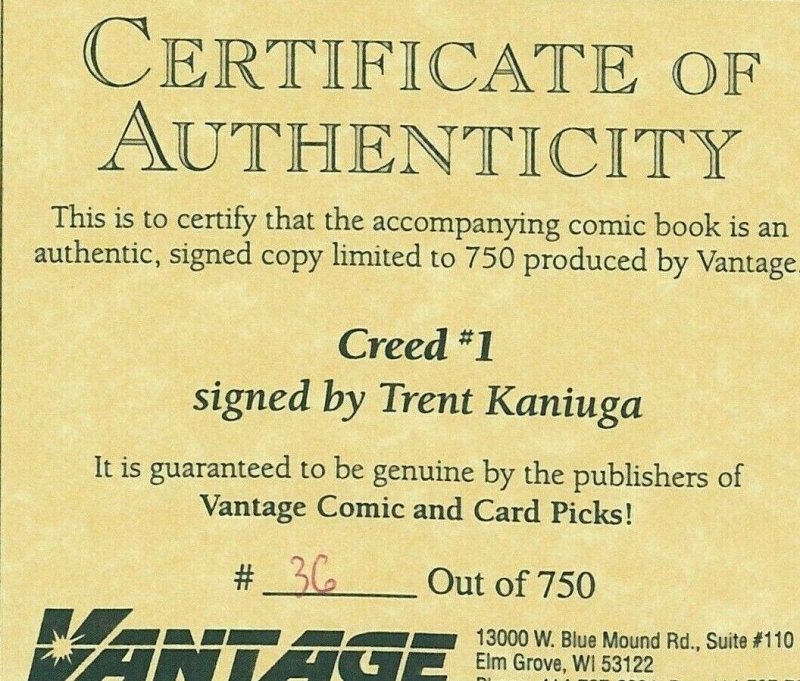 CERTIFICATE OF
AUTHENTICITY
This is to certify that the accompanying comic book is an
authentic, signed copy limited to 750 produced by Vantage.
Creed #1
signed by Trent Kaniuga
It is guaranteed to be genuine by the publishers of
Vantage Comic and Card Picks!
# 36 Out of 750
VANTAGE
13000 W. Blue Mound Rd., Suite #110
Elm Grove, WI 53122